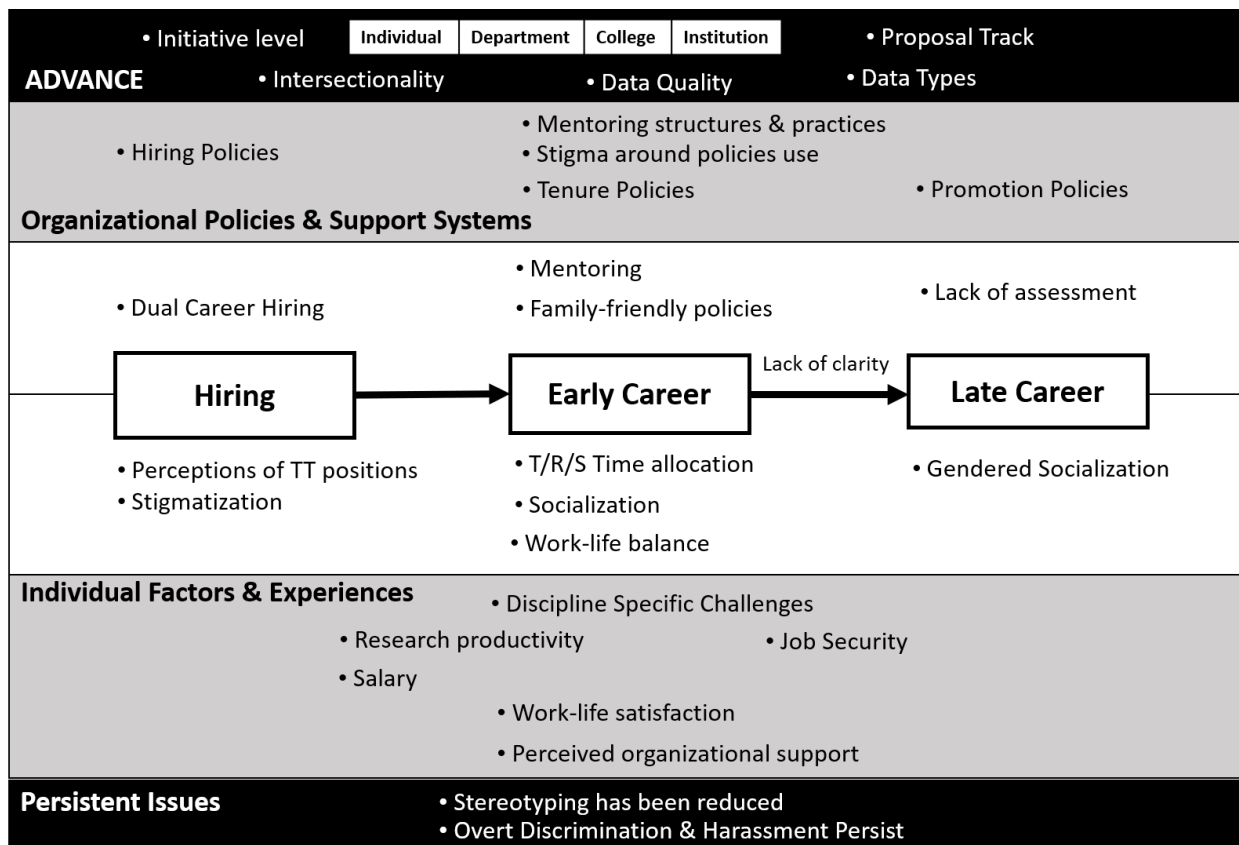 • Initiative level
Individual Department College Institution
• Proposal Track
ADVANCE
• Intersectionality
• Data Quality
• Data Types
• Hiring Policies
• Mentoring structures & practices
• Stigma around policies use
• Tenure Policies
• Promotion Policies
Organizational Policies & Support Systems
• Dual Career Hiring
• Mentoring
• Family-friendly policies
• Lack of assessment
Hiring
Early Career
Lack of clarity
Late Career
• Perceptions of TT positions
• Stigmatization
• T/R/S Time allocation
• Socialization
• Work-life balance
• Gendered Socialization
Individual Factors & Experiences
• Discipline Specific Challenges
• Research productivity
• Job Security
• Salary
• Work-life satisfaction
• Perceived organizational support
Persistent Issues
• Stereotyping has been reduced
• Overt Discrimination & Harassment Persist